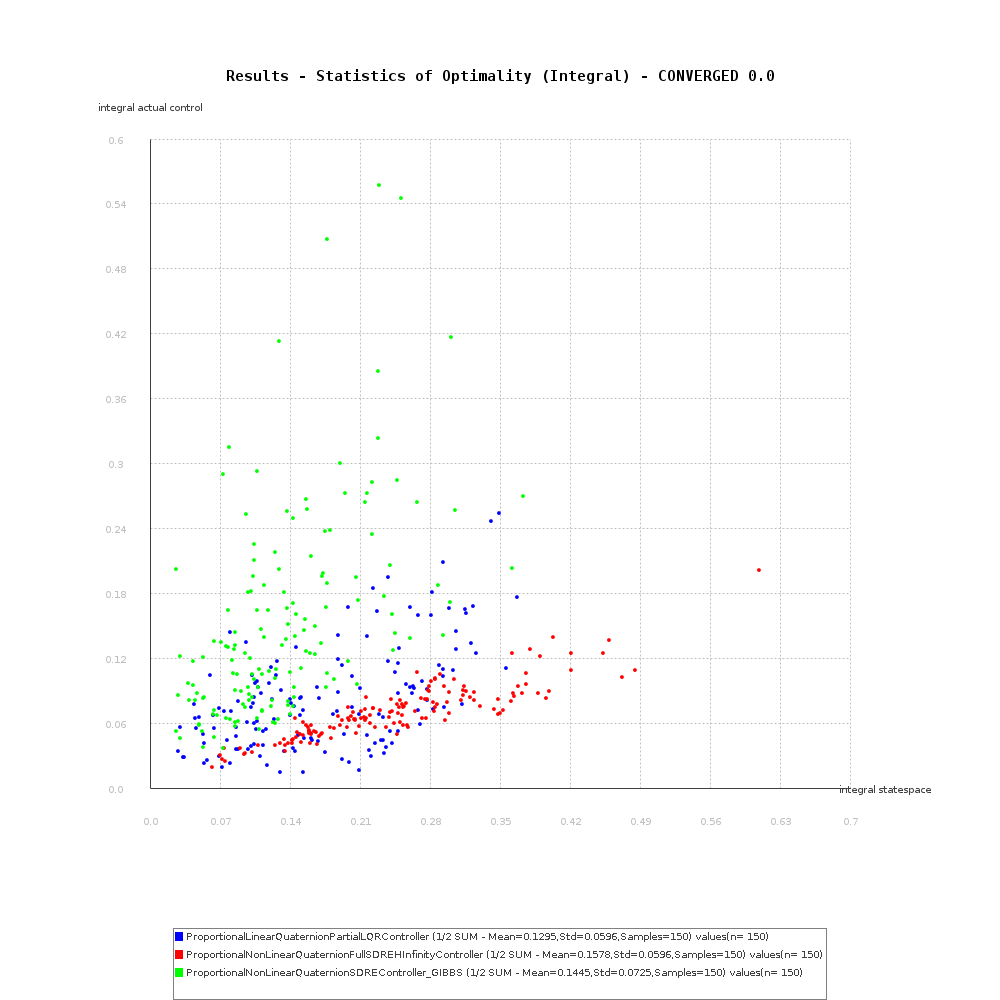 Results - Statistics of Optimality (Integral) - CONVERGED 0.0
integral actual control
0.6
0.54
0.48
0.42
0.36
0.3
0.24
0.18
0.12
0.06
0.0
integral statespace
0.0 0.07 0.14 0.21 0.28 0.35 0.42 0.49 0.56 0.63 0.7
ProportionalLinearQuaternionPartialLQRController (1/2 SUM - Mean=0.1295,Std=0.0596,Samples=150) values(n= 150)
ProportionalNonLinearQuaternionFullSDREHInfinityController (1/2 SUM - Mean=0.1578,Std=0.0596,Samples=150) values(n= 150)
ProportionalNonLinearQuaternionSDREController_GIBBS (1/2 SUM - Mean=0.1445,Std=0.0725,Samples=150) values(n= 150)